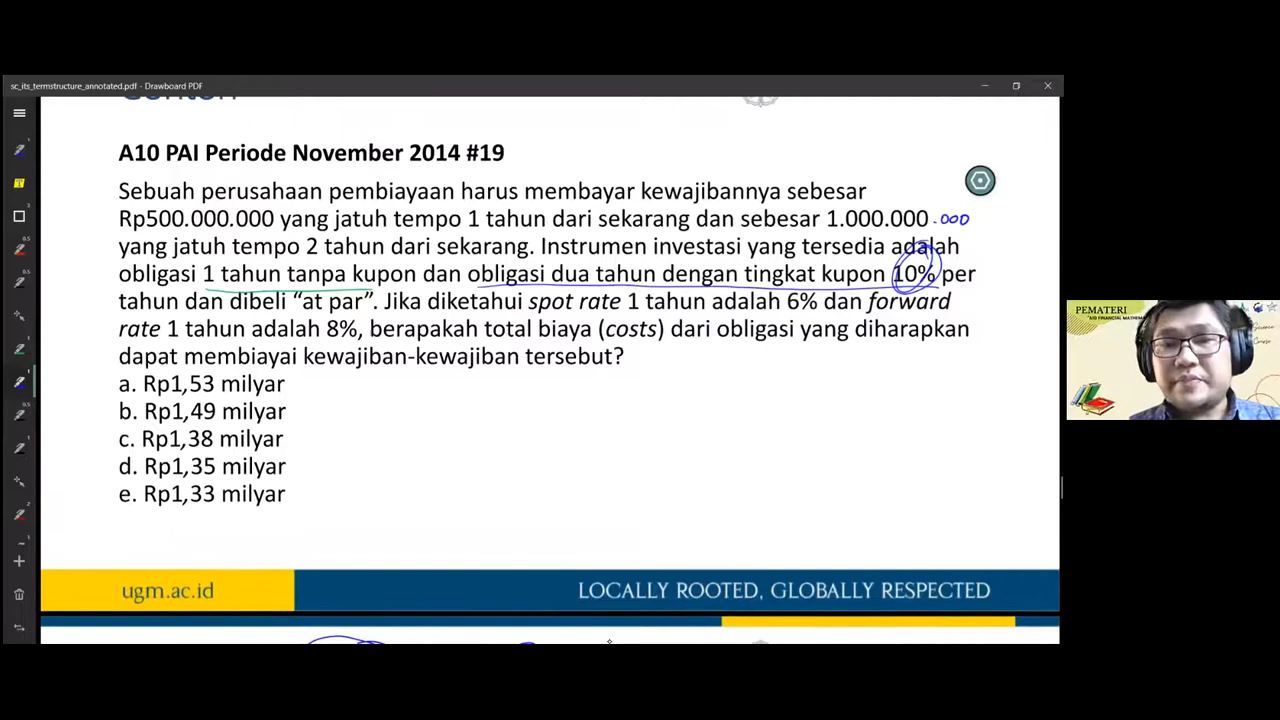 sc_its_termstructure_annotated.pdf - Drawboard PDF
Contoh
A10 PAI Periode November 2014 #19
Sebuah perusahaan pembiayaan harus membayar kewajibannya sebesar
Rp500.000.000 yang jatuh tempo 1 tahun dari sekarang dan sebesar 1.000.000 .000
yang jatuh tempo 2 tahun dari sekarang. Instrumen investasi yang tersedia adalah
obligasi 1 tahun tanpa kupon dan obligasi dua tahun dengan tingkat kupon 10% per
tahun dan dibeli “at par”. Jika diketahui spot rate 1 tahun adalah 6% dan forward
rate 1 tahun adalah 8%, berapakah total biaya (costs) dari obligasi yang diharapkan
dapat membiayai kewajiban-kewajiban tersebut?
a. Rp1,53 milyar
b. Rp1,49 milyar
c. Rp1,38 milyar
d. Rp1,35 milyar
e. Rp1,33 milyar
ugm.ac.id
LOCALLY ROOTED, GLOBALLY RESPECTED
PEMATERI